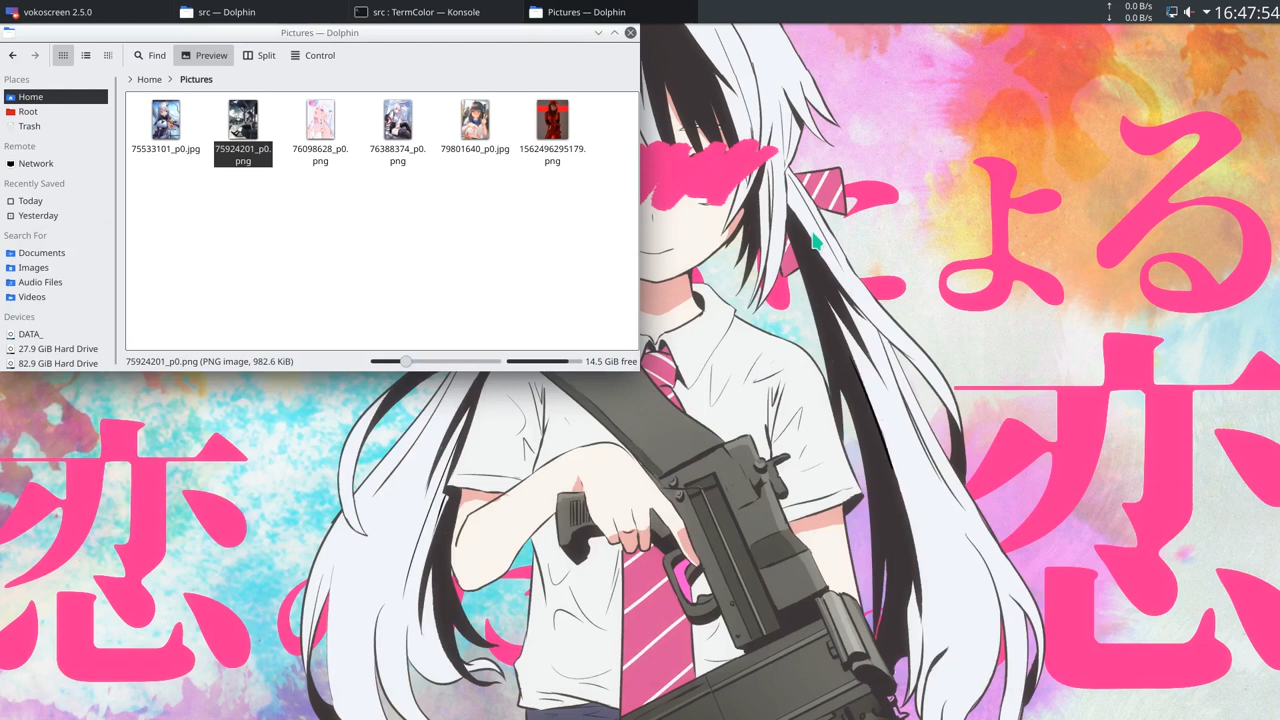 vokoscreen 2.5.0
src — Dolphin
src : TermColor — Konsole
Pictures — Dolphin
↑ 0.0 B/s
↓ 0.0 B/s
16:47:54
Pictures — Dolphin
Find
Preview
Split
Control
Places
Home
Root
Trash
Remote
Network
Recently Saved
Today
Yesterday
Search For
Documents
Images
Audio Files
Videos
Devices
DATA_
27.9 GiB Hard Drive
82.9 GiB Hard Drive
Home > Pictures
75533101_p0.jpg
75924201_p0.
png
76098628_p0.
png
76388374_p0.
png
79801640_p0.jpg
1562496295179.
png
75924201_p0.png (PNG image, 982.6 KiB)
14.5 GiB free
による
恋
恋